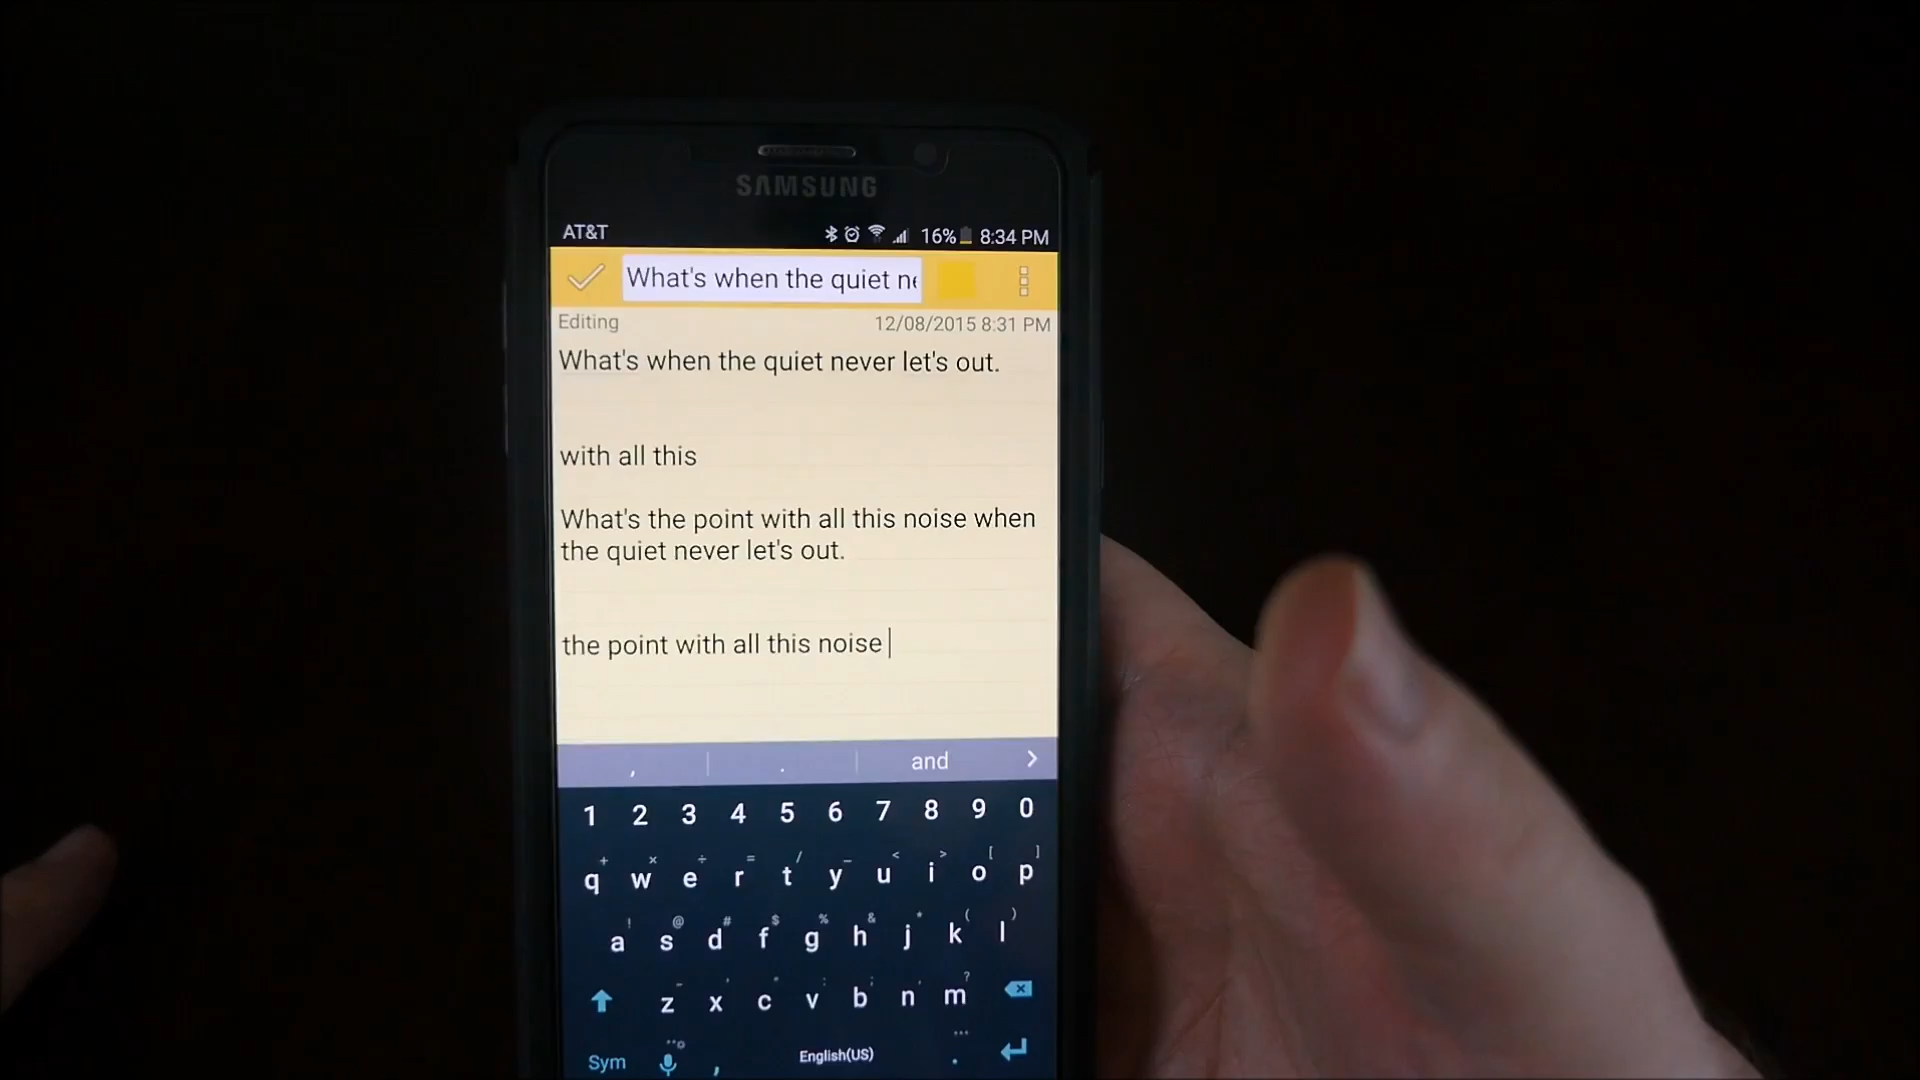 SAMSUNG
AT&T 16% 8:34 PM
What's when the quiet ne
Editing 12/08/2015 8:31 PM
What's when the quiet never let's out.
with all this
What's the point with all this noise when
the quiet never let's out.
the point with all this noise
, . and >
1 2 3 4 5 6 7 8 9 0
+ × ÷ = / _ < > [ ]
q w e r t y u i o p
! @ # $ % & * ( )
a s d f g h j k l
- ' " : ; , ?
z x c v b n m
Sym , English(US) .